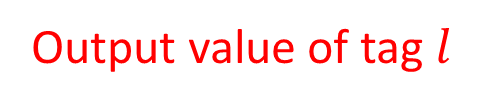 Output value of tag l